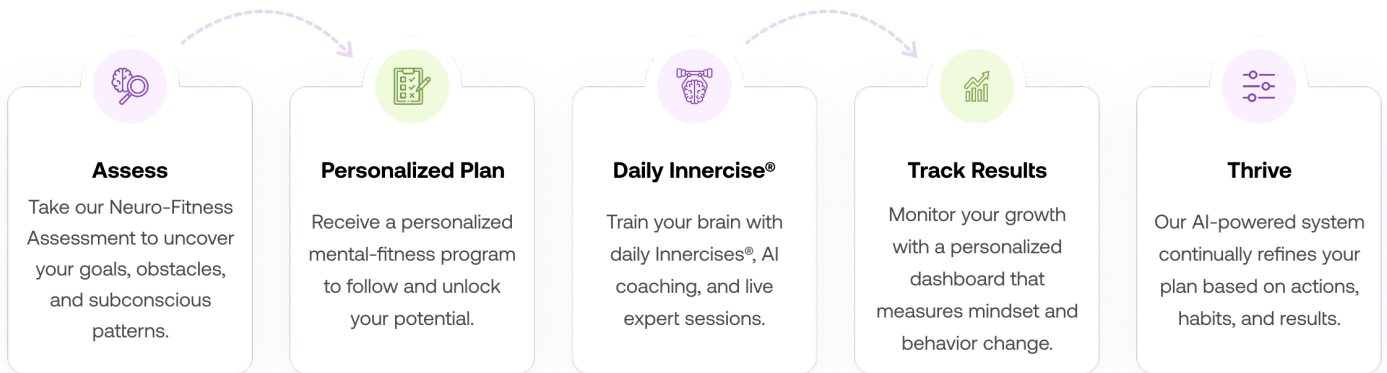 Assess
Take our Neuro-Fitness
Assessment to uncover
your goals, obstacles,
and subconscious
patterns.
Personalized Plan
Receive a personalized
mental-fitness program
to follow and unlock
your potential.
Daily Innercise®
Train your brain with
daily Innercises®, AI
coaching, and live
expert sessions.
Track Results
Monitor your growth
with a personalized
dashboard that
measures mindset and
behavior change.
Thrive
Our AI-powered system
continually refines your
plan based on actions,
habits, and results.